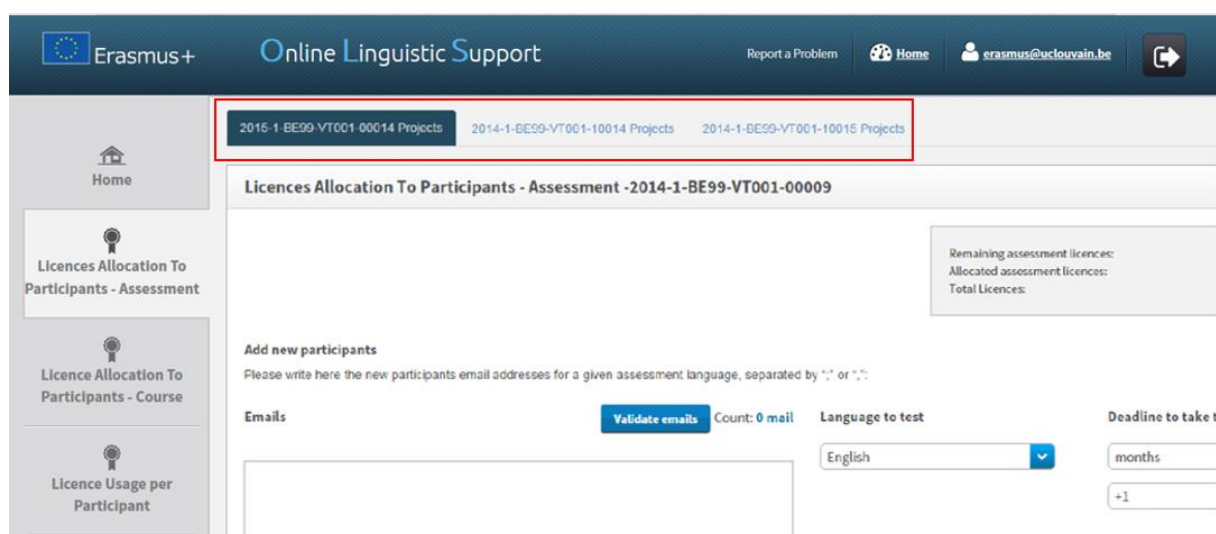 Erasmus+
Online Linguistic Support
Report a Problem
Home
erasmus@uclouvain.be
2015-1-BE99-VT001-00014 Projects
2014-1-BE99-VT001-10014 Projects
2014-1-BE99-VT001-10015 Projects
Home
Licences Allocation To
Participants - Assessment
Licence Allocation To
Participants - Course
Licence Usage per
Participant
Licences Allocation To Participants - Assessment -2014-1-BE99-VT001-00009
Remaining assessment licences:
Allocated assessment licences:
Total Licences:
Add new participants
Please write here the new participants email addresses for a given assessment language, separated by ";" or ",":
Emails
Validate emails
Count: 0 mail
Language to test
English
Deadline to take t
months
+1